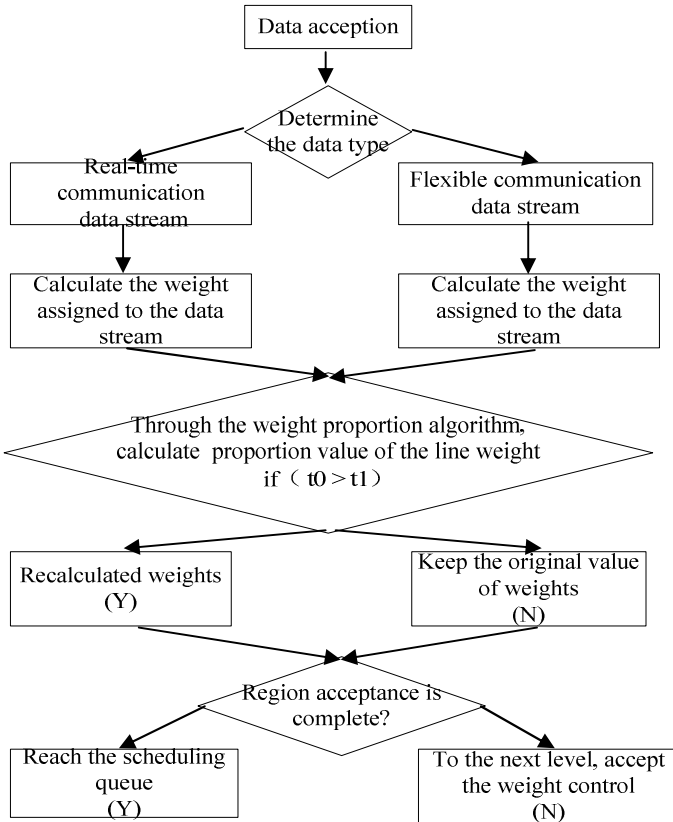 Data acception
Determine
the data type
Real-time
communication
data stream
Flexible communication
data stream
Calculate the weight
assigned to the data
stream
Calculate the weight
assigned to the data
stream
Through the weight proportion algorithm,
calculate proportion value of the line weight
if（ t0 > t1）
Recalculated weights
(Y)
Keep the original value
of weights
(N)
Region acceptance is
complete?
Reach the scheduling
queue
(Y)
To the next level, accept
the weight control
(N)